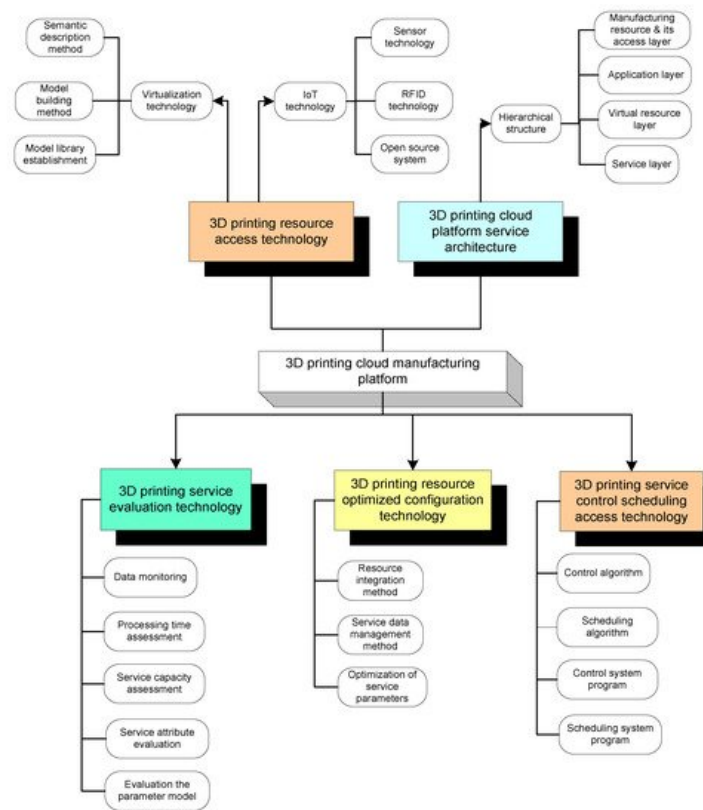 Semantic
description method
Model
building method
Model library
establishment
Virtualization
technology
IoT
technology
Sensor
technology
RFID
technology
Open source
system
Hierarchical
structure
Manufacturing
resource & its
access layer
Application layer
Virtual resource
layer
Service layer
3D printing resource
access technology
3D printing cloud
platform service
architecture
3D printing cloud manufacturing
platform
3D printing service
evaluation technology
Data monitoring
Processing time
assessment
Service capacity
assessment
Service attribute
evaluation
Evaluation the
parameter model
3D printing resource
optimized configuration
technology
Resource
integration
method
Service data
management
method
Optimization of
service
parameters
3D printing service
control scheduling
access technology
Control algorithm
Scheduling
algorithm
Control system
program
Scheduling system
program